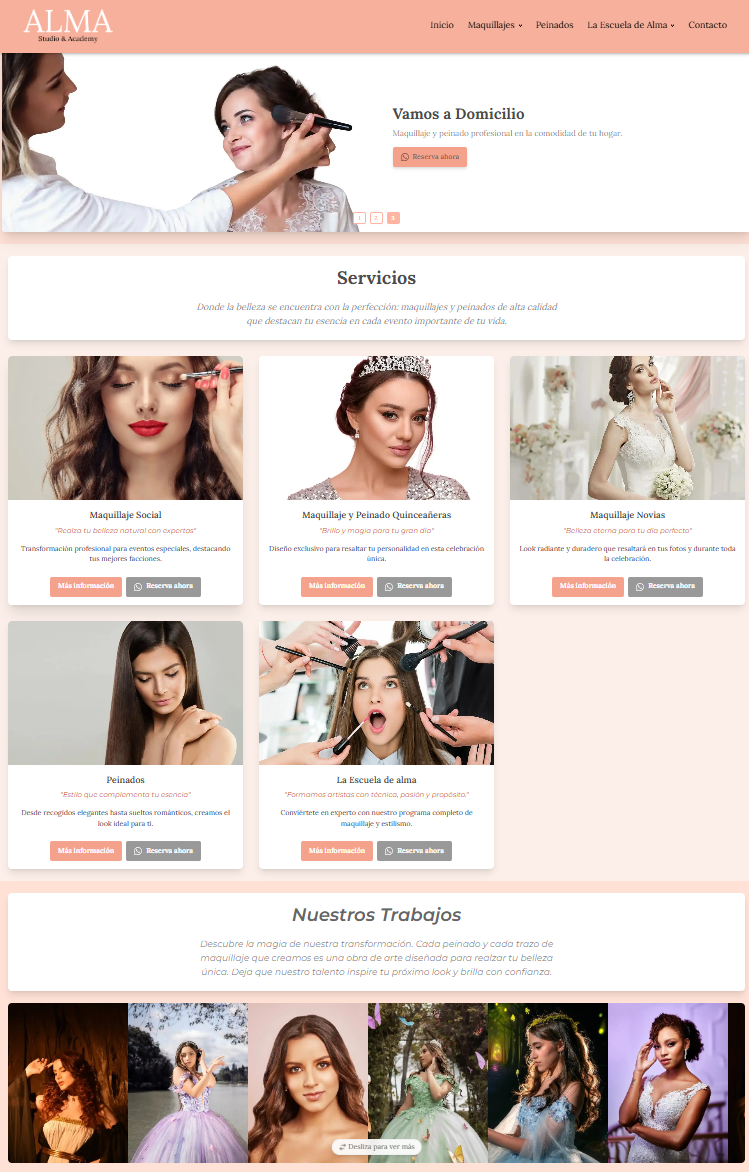 ALMA
Studio & Academy
Inicio
Maquillajes
Peinados
La Escuela de Alma
Contacto
Vamos a Domicilio
Maquillaje y peinado profesional en la comodidad de tu hogar.
Reserva ahora
1 2 3
Servicios
Donde la belleza se encuentra con la perfección: maquillajes y peinados de alta calidad
que destacan tu esencia en cada evento importante de tu vida.
Maquillaje Social
"Realza tu belleza natural con expertas"
Transformación profesional para eventos especiales, destacando
tus mejores facciones.
Más información
Reserva ahora
Maquillaje y Peinado Quinceañeras
"Brillo y magia para tu gran día"
Diseño exclusivo para resaltar tu personalidad en esta celebración
única.
Más información
Reserva ahora
Maquillaje Novias
"Belleza eterna para tu día perfecto"
Look radiante y duradero que resaltará en tus fotos y durante toda
la celebración.
Más información
Reserva ahora
Peinados
"Estilo que complementa tu esencia"
Desde recogidos elegantes hasta sueltos románticos, creamos el
look ideal para ti.
Más información
Reserva ahora
La Escuela de alma
"Formamos artistas con técnica, pasión y propósito."
Conviértete en experto con nuestro programa completo de
maquillaje y estilismo.
Más información
Reserva ahora
Nuestros Trabajos
Descubre la magia de nuestra transformación. Cada peinado y cada trazo de
maquillaje que creamos es una obra de arte diseñada para realzar tu belleza
única. Deja que nuestro talento inspire tu próximo look y brilla con confianza.
Desliza para ver más